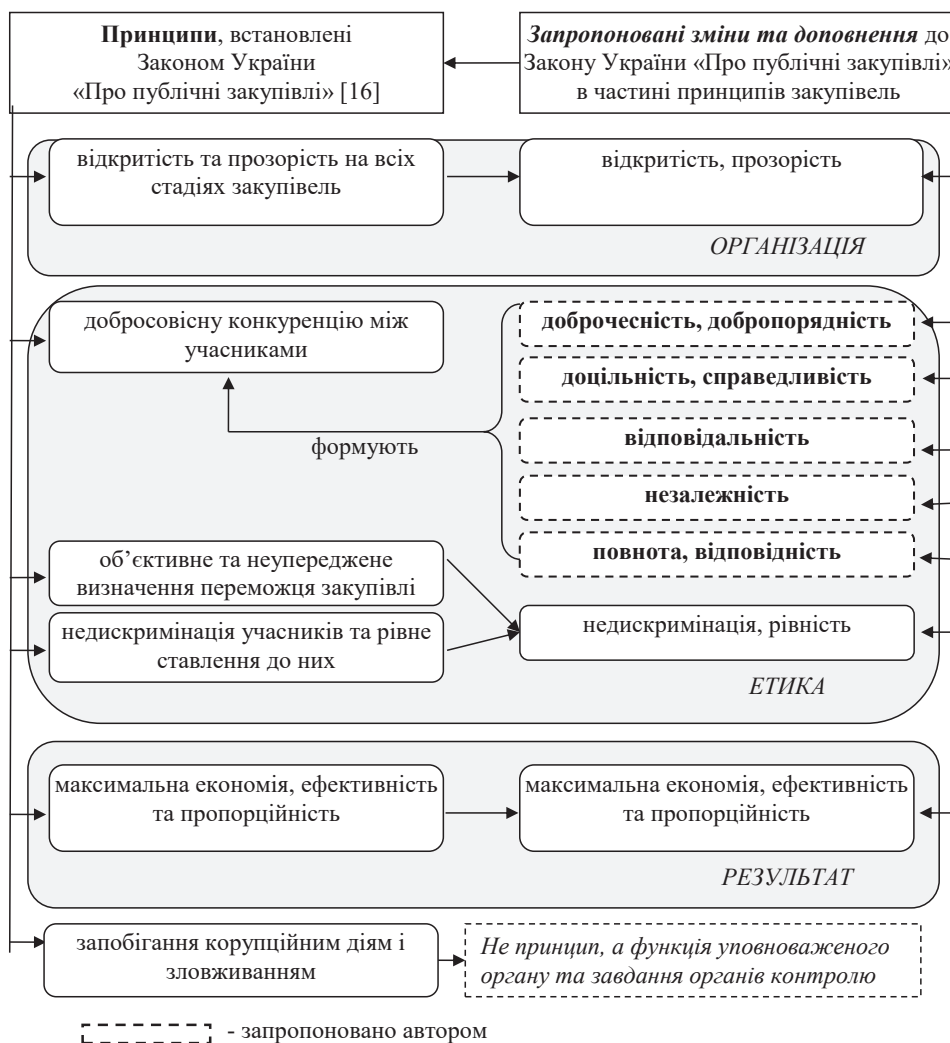 Принципи, встановлені
Законом України
«Про публічні закупівлі» [16]
Запропоновані зміни та доповнення до
Закону України «Про публічні закупівлі»
в частині принципів закупівель
відкритість та прозорість на всіх
стадіях закупівель
відкритість, прозорість
ОРГАНІЗАЦІЯ
добросовісну конкуренцію між
учасниками
доброчесність, добропорядність
доцільність, справедливість
відповідальність
формують
незалежність
повнота, відповідність
об’єктивне та неупереджене
визначення переможця закупівлі
недискримінація учасників та рівне
ставлення до них
недискримінація, рівність
ЕТИКА
максимальна економія, ефективність
та пропорційність
максимальна економія, ефективність
та пропорційність
РЕЗУЛЬТАТ
запобігання корупційним діям і
зловживанням
Не принцип, а функція уповноваженого
органу та завдання органів контролю
- запропоновано автором